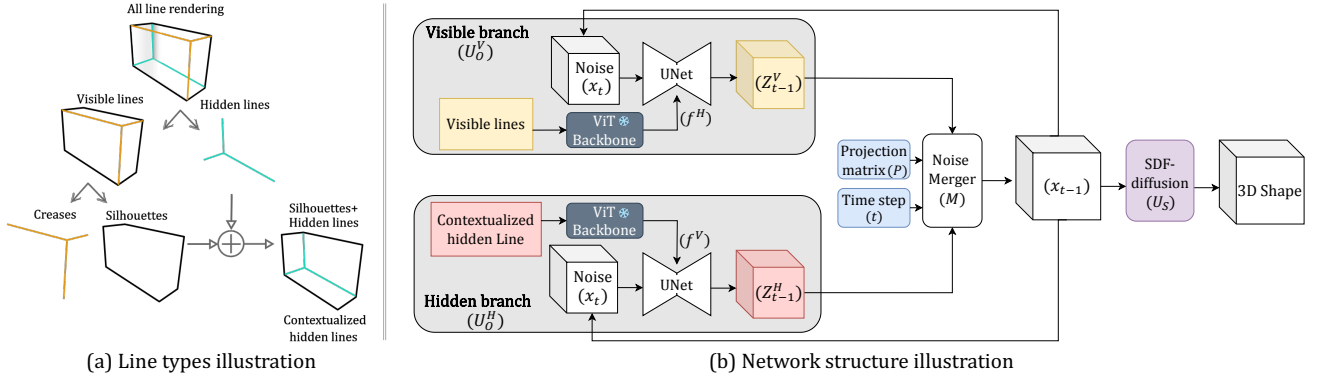 All line rendering
Visible lines
Hidden lines
Creases
Silhouettes
Silhouettes+
Hidden lines
Contextualized
hidden lines
(a) Line types illustration
Visible branch
(U_O^V)
Noise
(x_t)
UNet
(Z_{t-1}^V)
(f^H)
Visible lines
ViT
Backbone
Projection
matrix (P)
Time step
(t)
Noise
Merger
(M)
(x_{t-1})
SDF-
diffusion
(U_S)
3D Shape
Contextualized
hidden Line
ViT
Backbone
(f^V)
Noise
(x_t)
UNet
(Z_{t-1}^H)
Hidden branch
(U_O^H)
(b) Network structure illustration